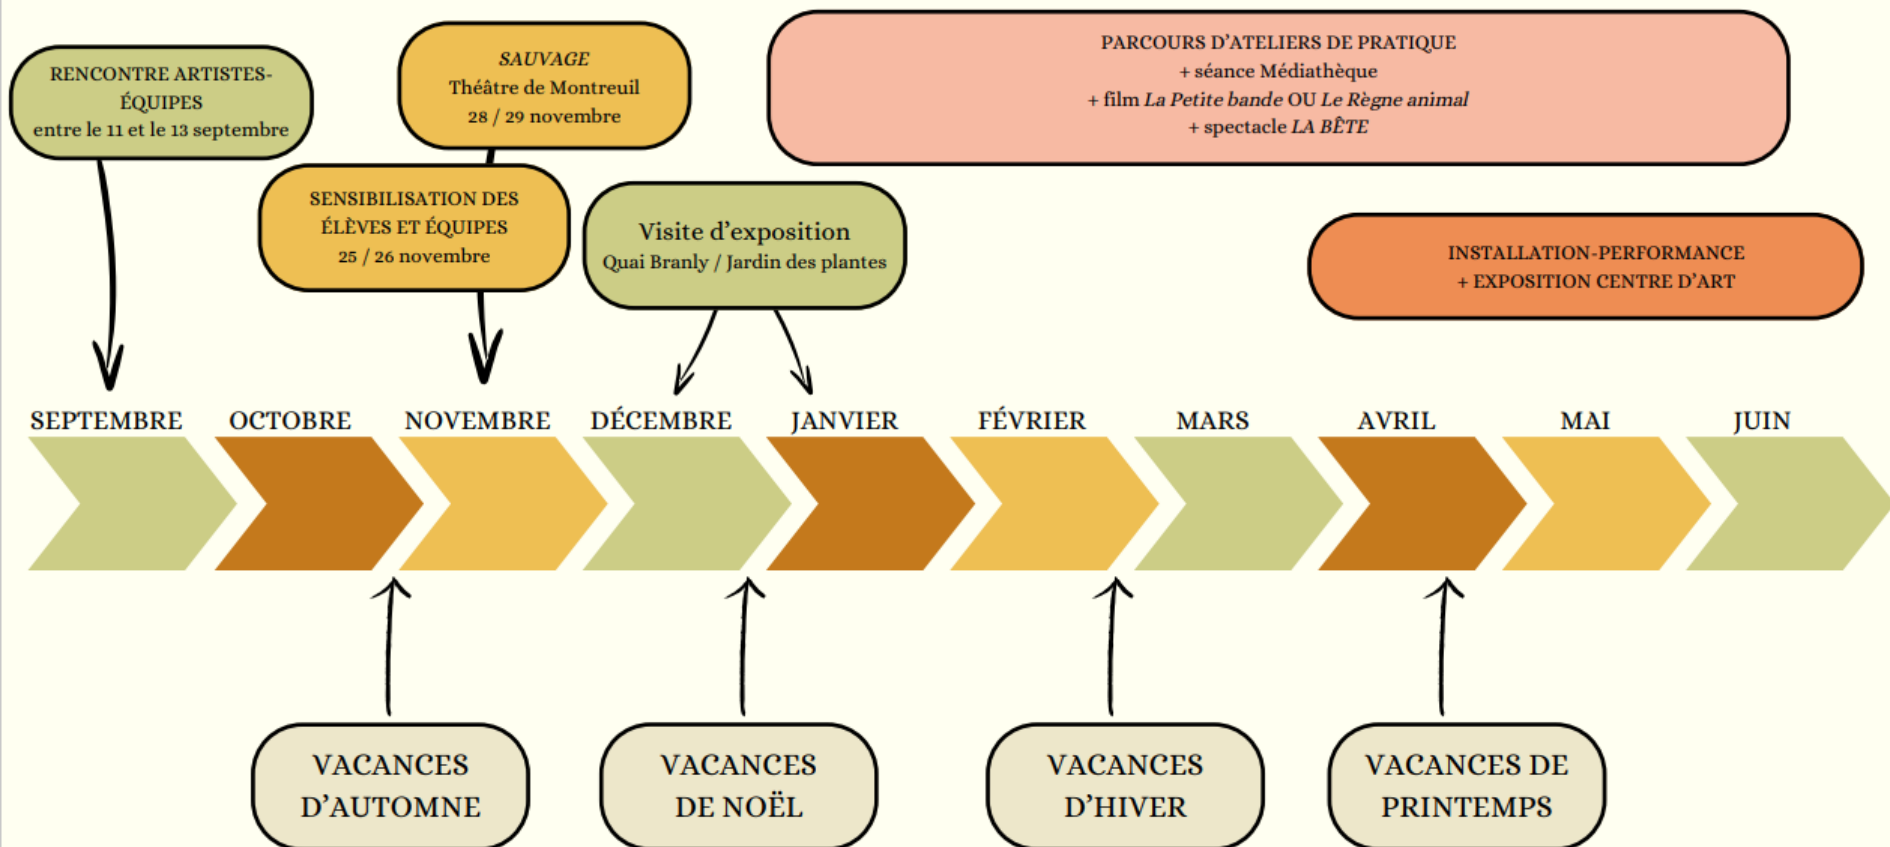 RENCONTRE ARTISTES-
ÉQUIPES
entre le 11 et le 13 septembre
SAUVAGE
Théâtre de Montreuil
28 / 29 novembre
SENSIBILISATION DES
ÉLÈVES ET ÉQUIPES
25 / 26 novembre
Visite d’exposition
Quai Branly / Jardin des plantes
PARCOURS D’ATELIERS DE PRATIQUE
+ séance Médiathèque
+ film La Petite bande OU Le Règne animal
+ spectacle LA BÊTE
INSTALLATION-PERFORMANCE
+ EXPOSITION CENTRE D’ART
SEPTEMBRE
OCTOBRE
NOVEMBRE
DÉCEMBRE
JANVIER
FÉVRIER
MARS
AVRIL
MAI
JUIN
VACANCES
D’AUTOMNE
VACANCES
DE NOËL
VACANCES
D’HIVER
VACANCES DE
PRINTEMPS